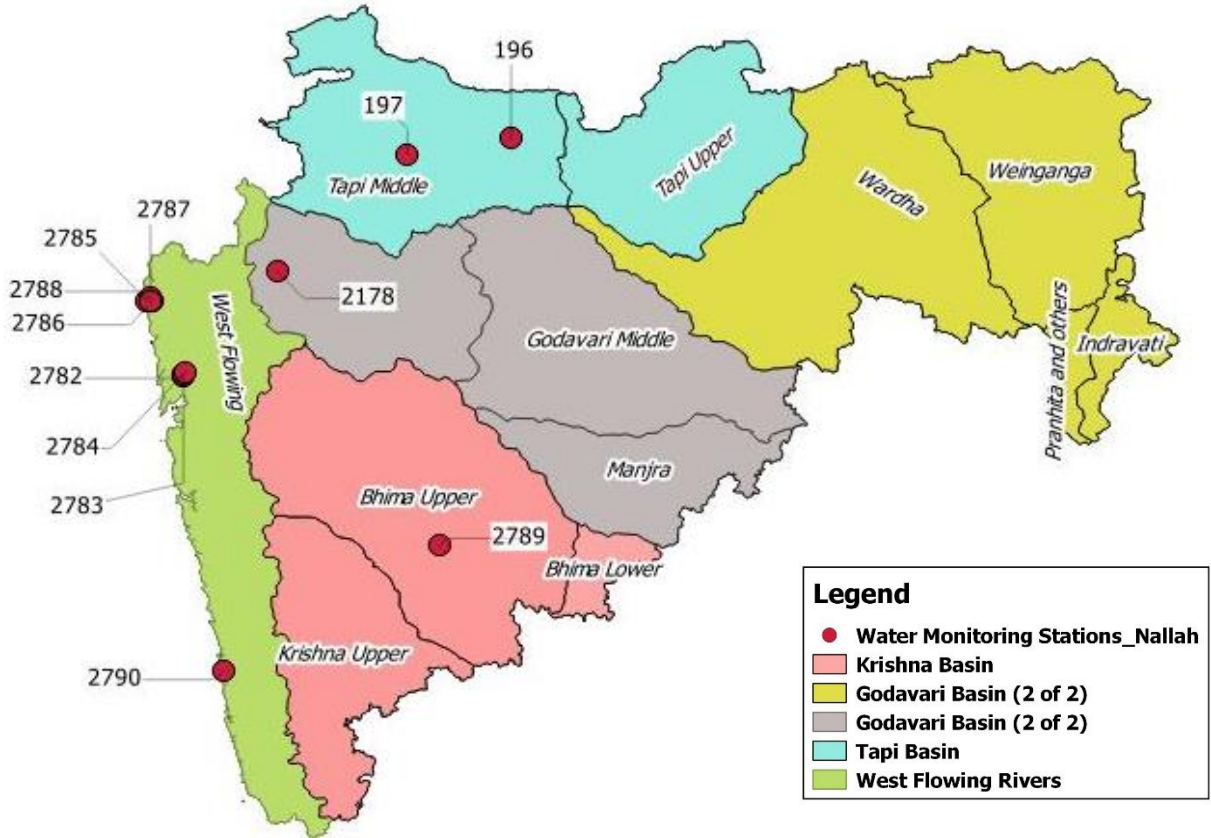 196
197
Tapi Middle
Tapi Upper
Wardha
Weinganga
2787
2785
2788
2786
West Flowing
2178
Godavari Middle
Pranhita and others
Indravati
2782
2784
2783
Manjra
Bhima Upper
2789
Bhima Lower
Krishna Upper
2790
Legend
Water Monitoring Stations_Nallah
Krishna Basin
Godavari Basin (2 of 2)
Godavari Basin (2 of 2)
Tapi Basin
West Flowing Rivers